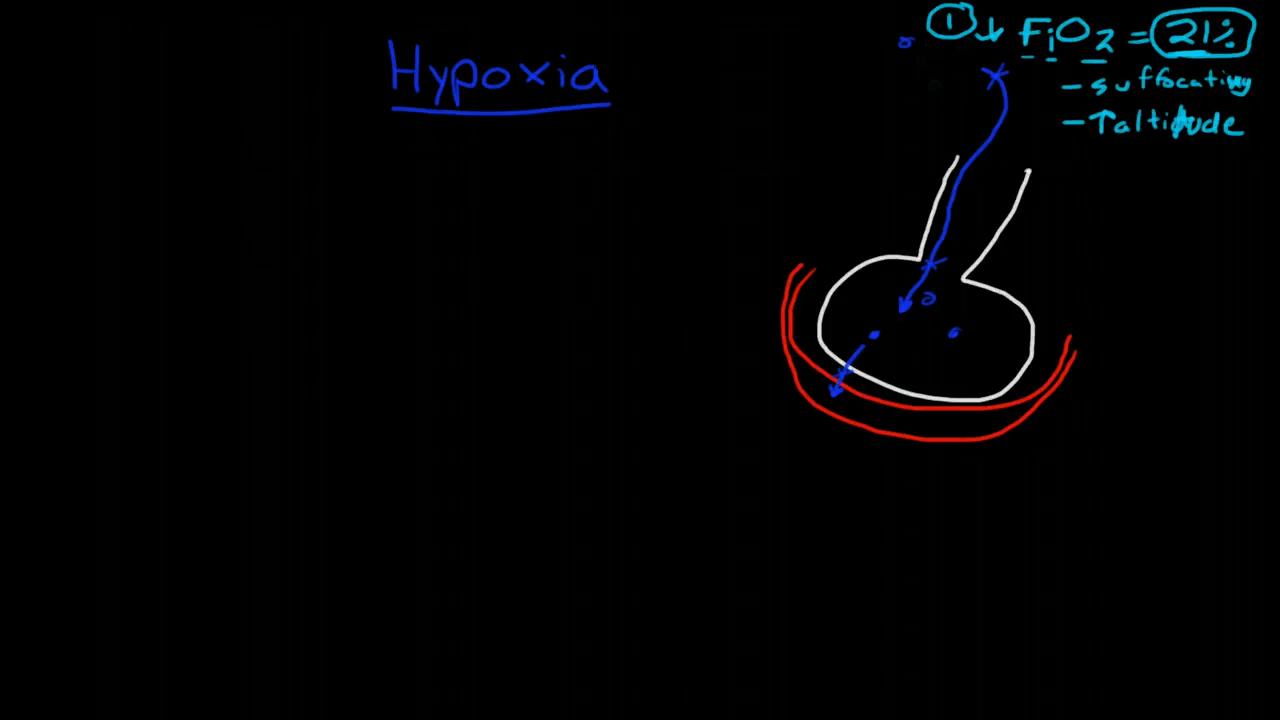 Hypoxia
① ↓ FiO2 = 21%
- suffocating
- ↑altitude